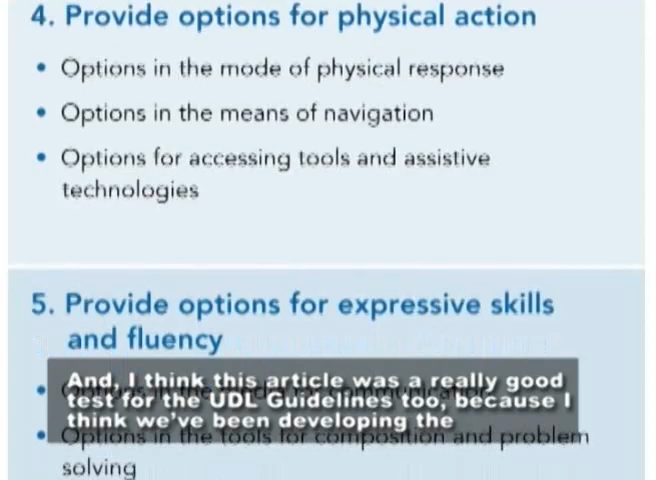 4. Provide options for physical action
• Options in the mode of physical response
• Options in the means of navigation
• Options for accessing tools and assistive
technologies
5. Provide options for expressive skills
and fluency
And, I think this article was a really good
test for the UDL Guidelines too, because I
think we've been developing the
• Options in the tools for composition and problem
solving